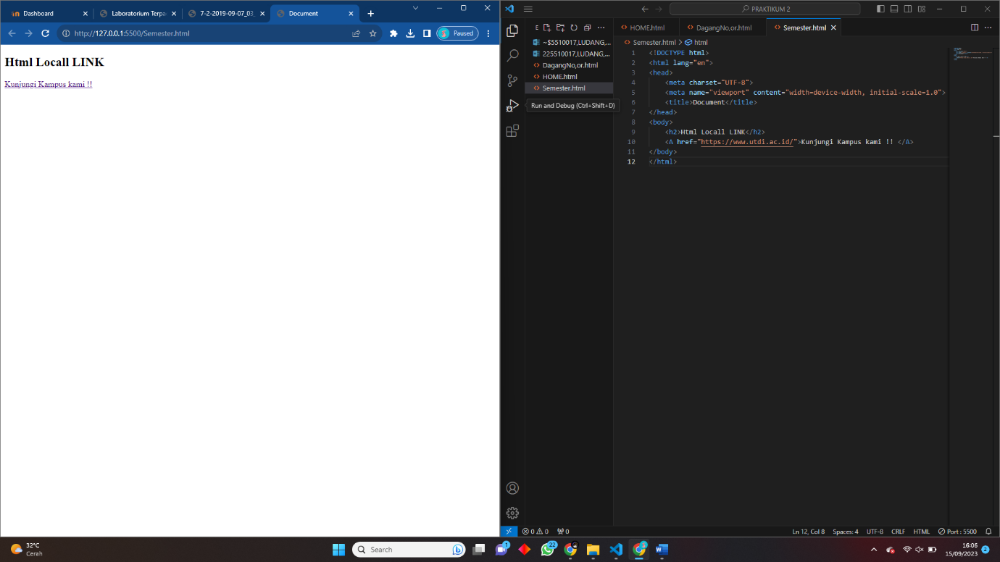 Dashboard
Laboratorium Terpa
7-2-2019-09-07_03_
Document
http://127.0.0.1:5500/Semester.html
Paused
Html Locall LINK
Kunjungi Kampus kami !!
PRAKTIKUM 2
E
~$5510017,LUDANG,...
225510017,LUDANG,...
DagangNo,or.html
HOME.html
Semester.html
Run and Debug (Ctrl+Shift+D)
HOME.html
DagangNo,or.html
Semester.html
Semester.html > html
1 <!DOCTYPE html>
2 <html lang="en">
3 <head>
4 <meta charset="UTF-8">
5 <meta name="viewport" content="width=device-width, initial-scale=1.0">
6 <title>Document</title>
7 </head>
8 <body>
9 <h2>Html Locall LINK</h2>
10 <A href="https://www.utdi.ac.id/">Kunjungi Kampus kami !! </A>
11 </body>
12 </html>
0 0 0
Ln 12, Col 8 Spaces: 4 UTF-8 CRLF HTML Port : 5500
32°C
Cerah
Search
1
22
16:06
15/09/2023
2